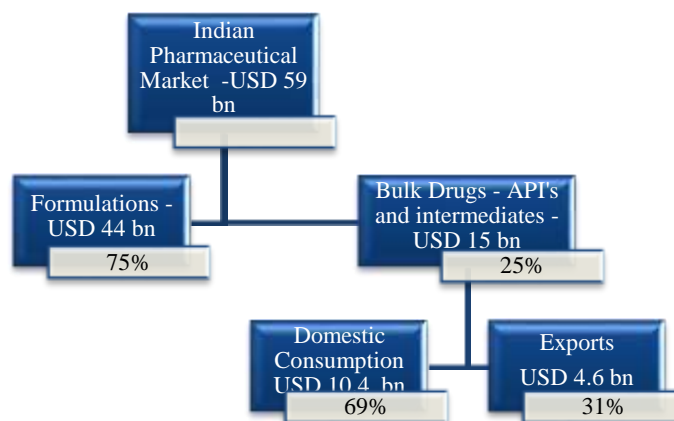 Indian
Pharmaceutical
Market -USD 59
bn
Formulations -
USD 44 bn
75%
Bulk Drugs - API's
and intermediates -
USD 15 bn
25%
Domestic
Consumption
USD 10.4 bn
69%
Exports
USD 4.6 bn
31%